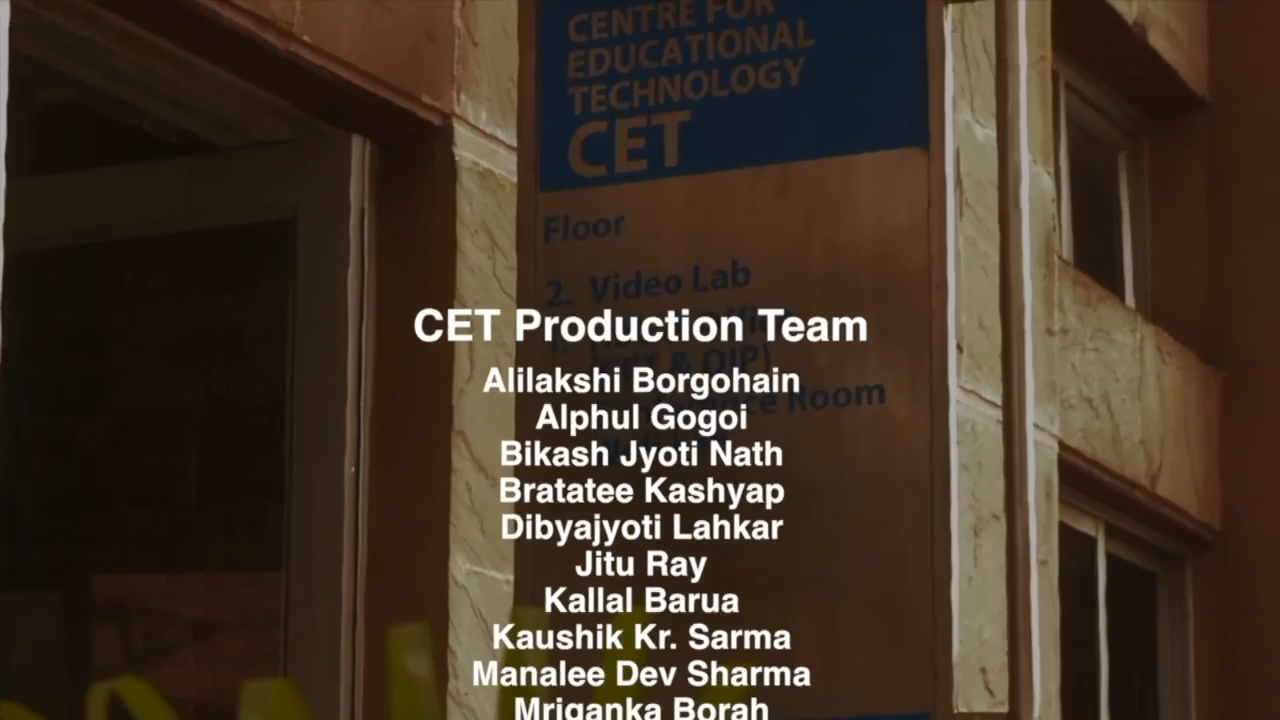 CENTRE FOR
EDUCATIONAL
TECHNOLOGY
CET
Floor
2. Video Lab
Room
CET Production Team
Alilakshi Borgohain
Alphul Gogoi
Bikash Jyoti Nath
Bratatee Kashyap
Dibyajyoti Lahkar
Jitu Ray
Kallal Barua
Kaushik Kr. Sarma
Manalee Dev Sharma
Mriganka Borah